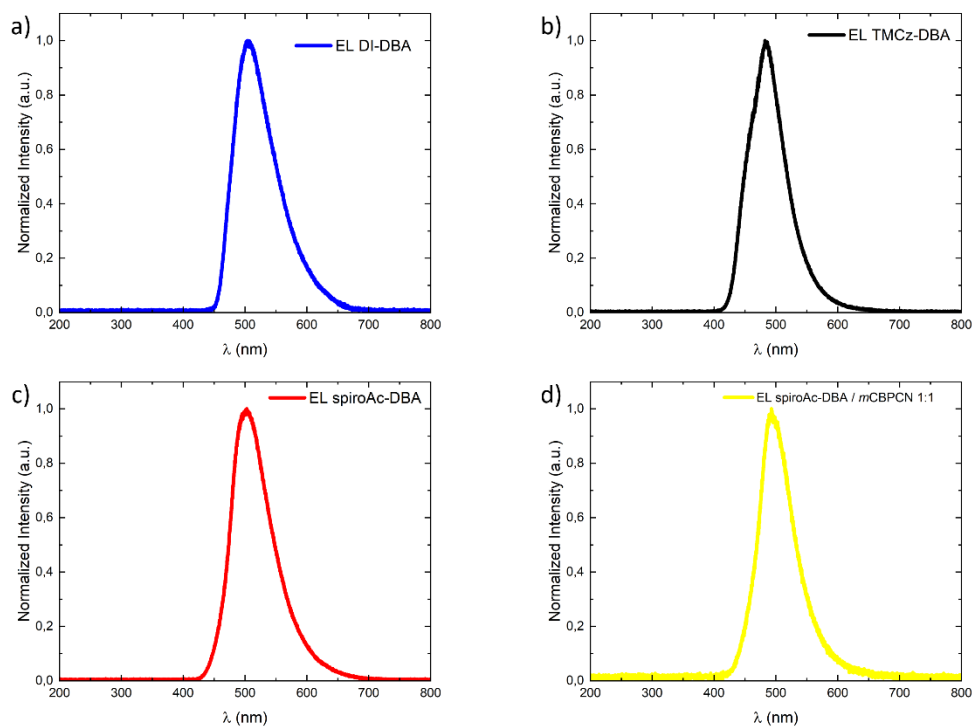 a)
EL DI-DBA
Normalized Intensity (a.u.)
1,0
0,8
0,6
0,4
0,2
0,0
200 300 400 500 600 700 800
λ (nm)
b)
EL TMCz-DBA
Normalized Intensity (a.u.)
1,0
0,8
0,6
0,4
0,2
0,0
200 300 400 500 600 700 800
λ (nm)
c)
EL spiroAc-DBA
Normalized Intensity (a.u.)
1,0
0,8
0,6
0,4
0,2
0,0
200 300 400 500 600 700 800
λ (nm)
d)
EL spiroAc-DBA / mCBPCN 1:1
Normalized Intensity (a.u.)
1,0
0,8
0,6
0,4
0,2
0,0
200 300 400 500 600 700 800
λ (nm)